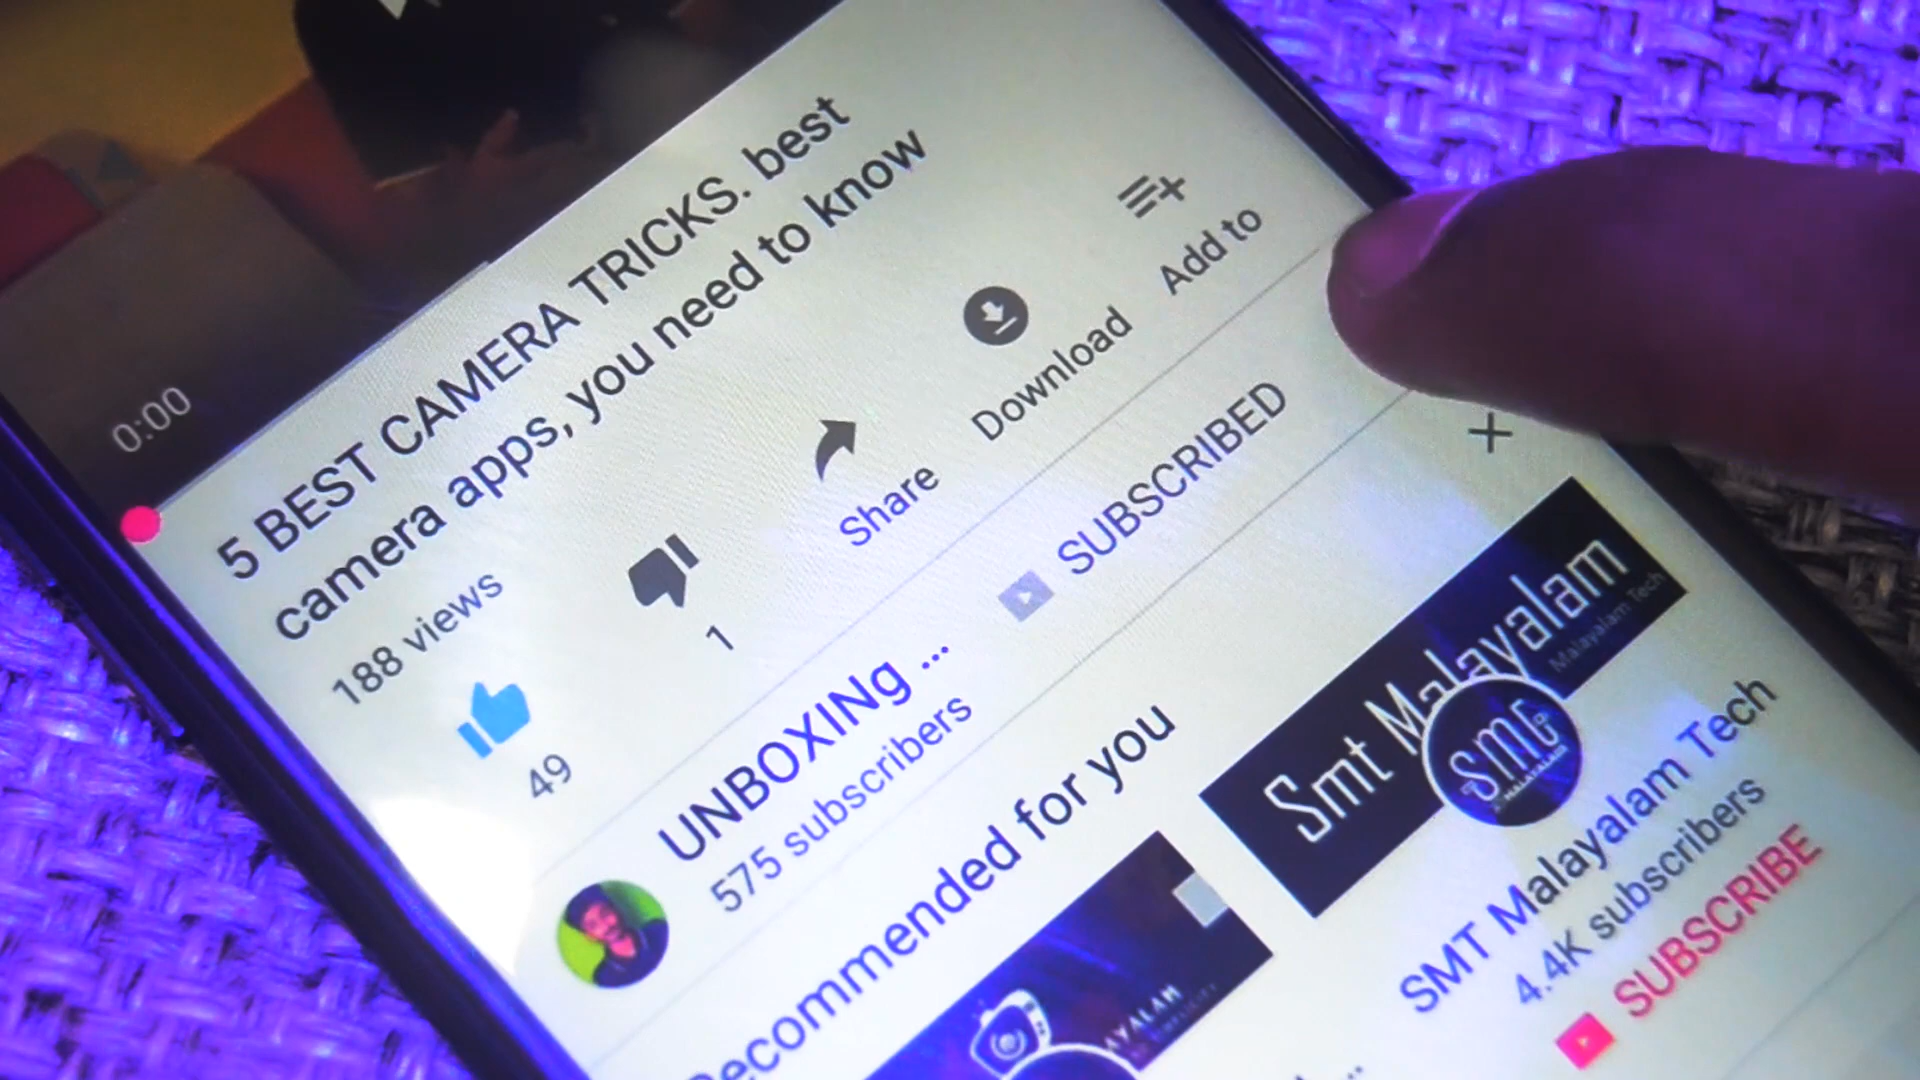 0:00
5 BEST CAMERA TRICKS. best
camera apps, you need to know
188 views
49
1
Share
Download
Add to
UNBOXINg ...
575 subscribers
SUBSCRIBED
Recommended for you
Smt Malayalam
Malayalam Tech
smt
MALAYALAM
SMT Malayalam Tech
4.4K subscribers
SUBSCRIBE